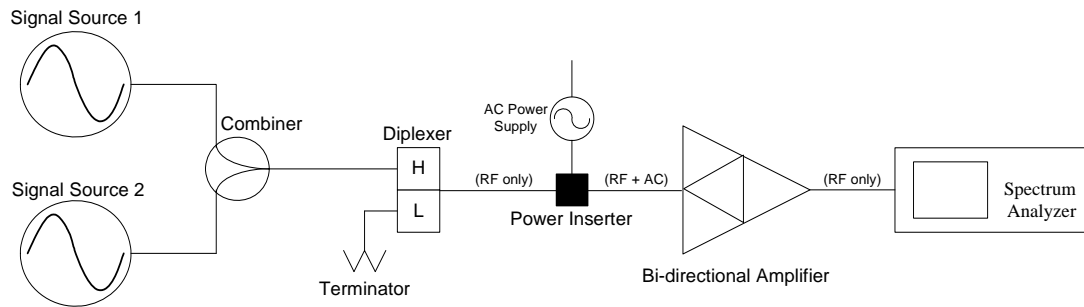 Signal Source 1
Combiner
Signal Source 2
Diplexer
H
L
Terminator
(RF only)
AC Power
Supply
Power Inserter
(RF + AC)
Bi-directional Amplifier
(RF only)
Spectrum
Analyzer